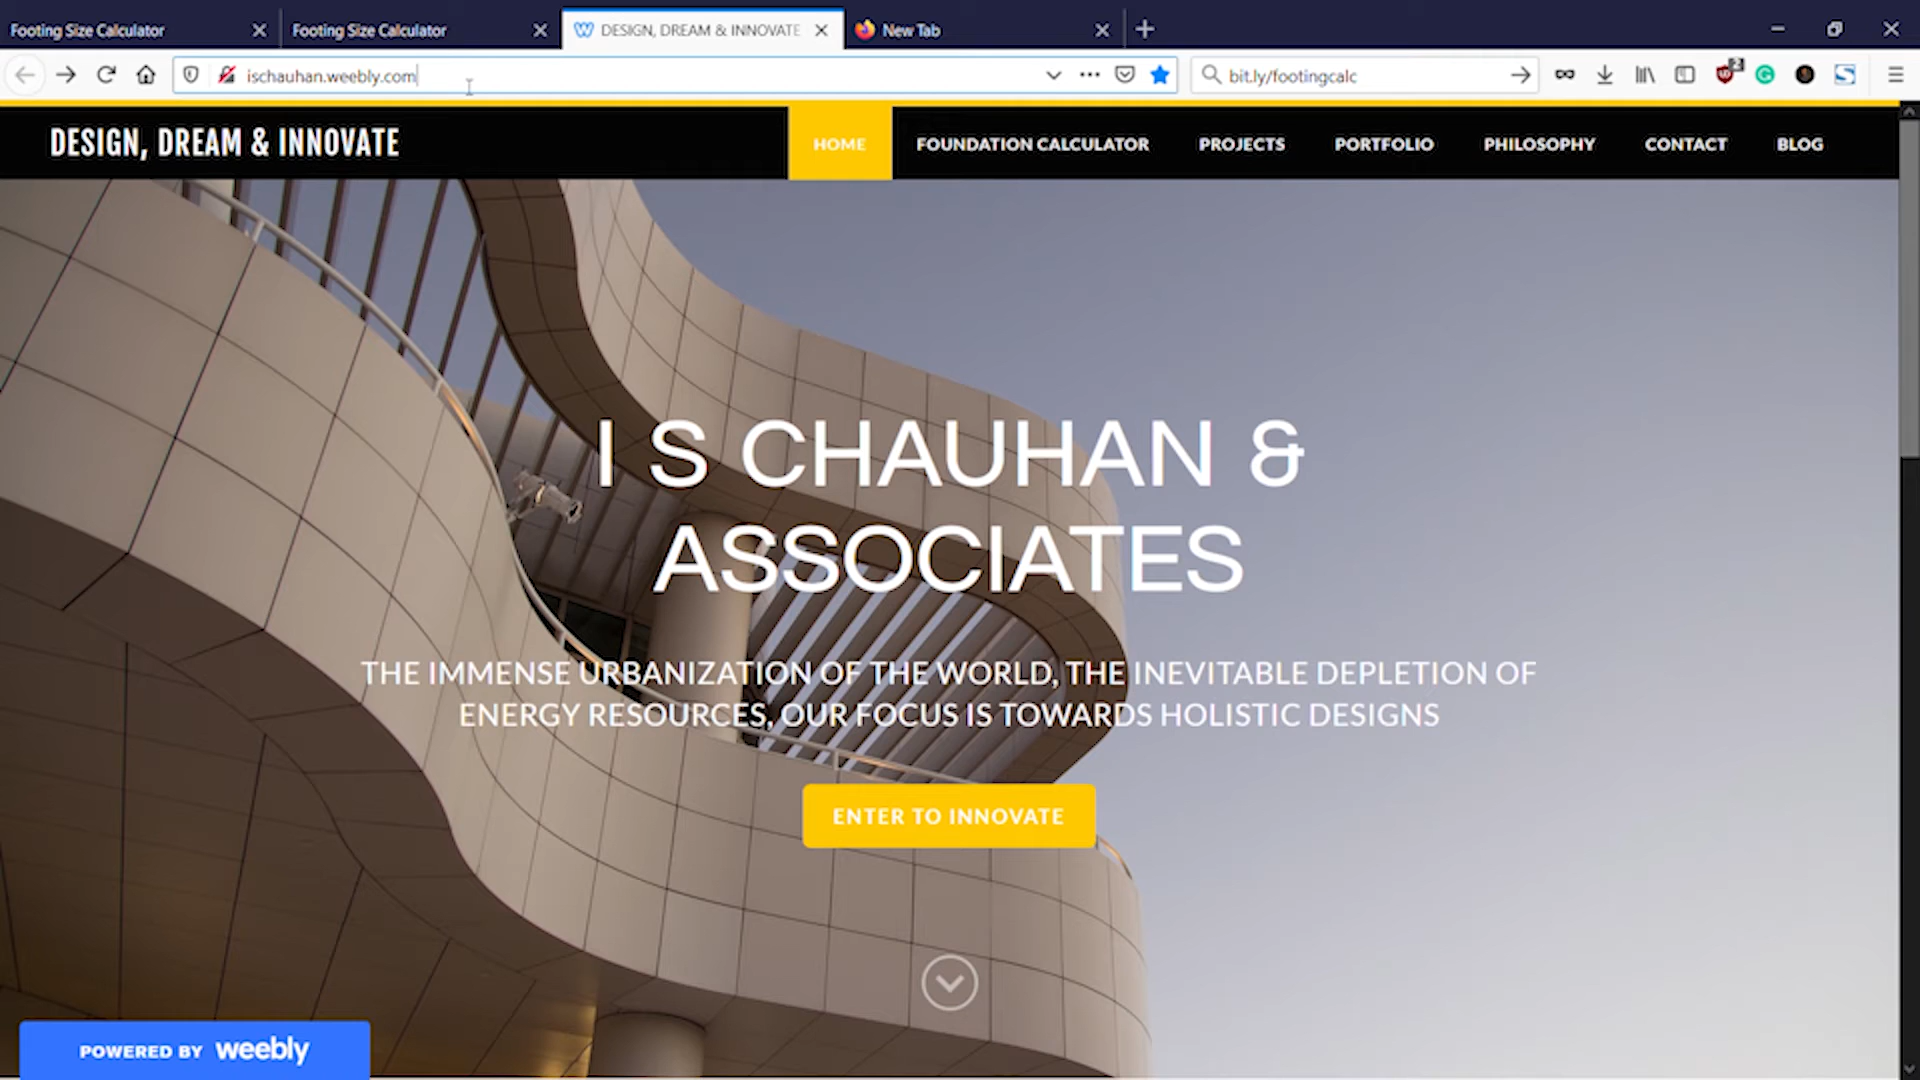 Footing Size Calculator
Footing Size Calculator
DESIGN, DREAM & INNOVATE
New Tab
ischauhan.weebly.com
bit.ly/footingcalc
2
DESIGN, DREAM & INNOVATE
HOME
FOUNDATION CALCULATOR
PROJECTS
PORTFOLIO
PHILOSOPHY
CONTACT
BLOG
I S CHAUHAN &
ASSOCIATES
THE IMMENSE URBANIZATION OF THE WORLD, THE INEVITABLE DEPLETION OF
ENERGY RESOURCES, OUR FOCUS IS TOWARDS HOLISTIC DESIGNS
ENTER TO INNOVATE
POWERED BY weebly